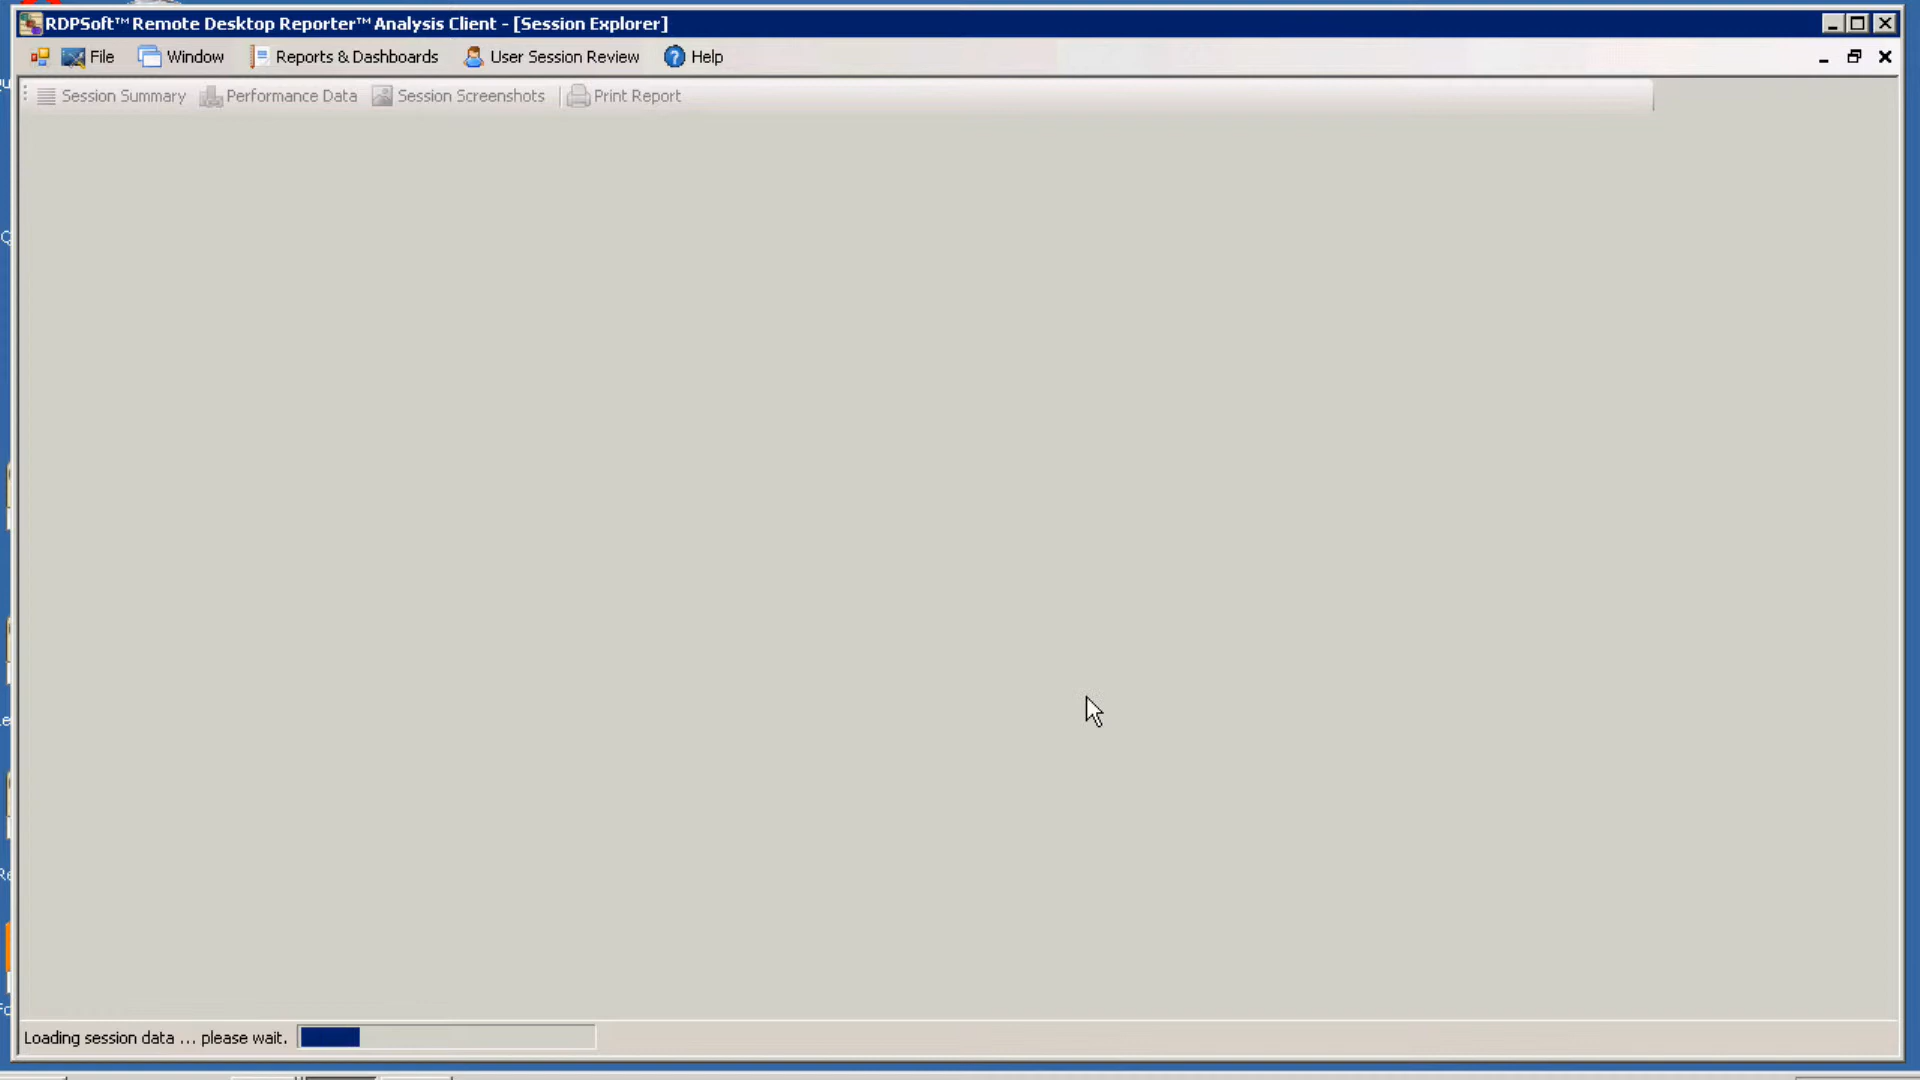 RDPSoft™ Remote Desktop Reporter™ Analysis Client - [Session Explorer]
File Window Reports & Dashboards User Session Review Help
Session Summary Performance Data Session Screenshots Print Report
Loading session data ... please wait.